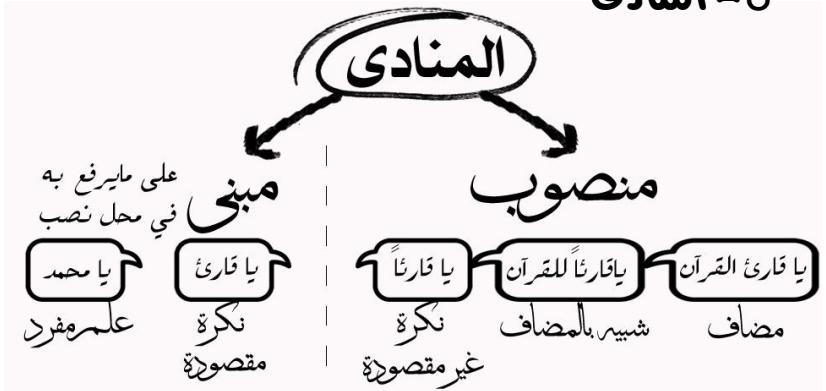 المنادى
منصوب
يا قارئ القرآن
مضاف
ياقارئاً للقرآن
شبيه بالمضاف
يا قارئاً
نكرة
غير مقصودة
مبنى
على مايرفع به
في محل نصب
يا قارئ
نكرة
مقصودة
يا محمد
علم مفرد